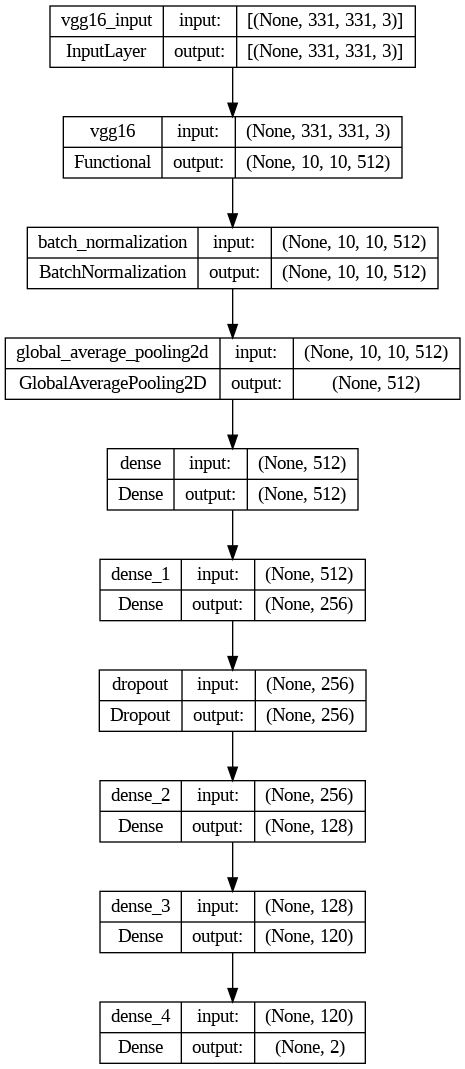 vgg16_input input: [(None, 331, 331, 3)]
InputLayer output: [(None, 331, 331, 3)]
vgg16 input: (None, 331, 331, 3)
Functional output: (None, 10, 10, 512)
batch_normalization input: (None, 10, 10, 512)
BatchNormalization output: (None, 10, 10, 512)
global_average_pooling2d input: (None, 10, 10, 512)
GlobalAveragePooling2D output: (None, 512)
dense input: (None, 512)
Dense output: (None, 512)
dense_1 input: (None, 512)
Dense output: (None, 256)
dropout input: (None, 256)
Dropout output: (None, 256)
dense_2 input: (None, 256)
Dense output: (None, 128)
dense_3 input: (None, 128)
Dense output: (None, 120)
dense_4 input: (None, 120)
Dense output: (None, 2)